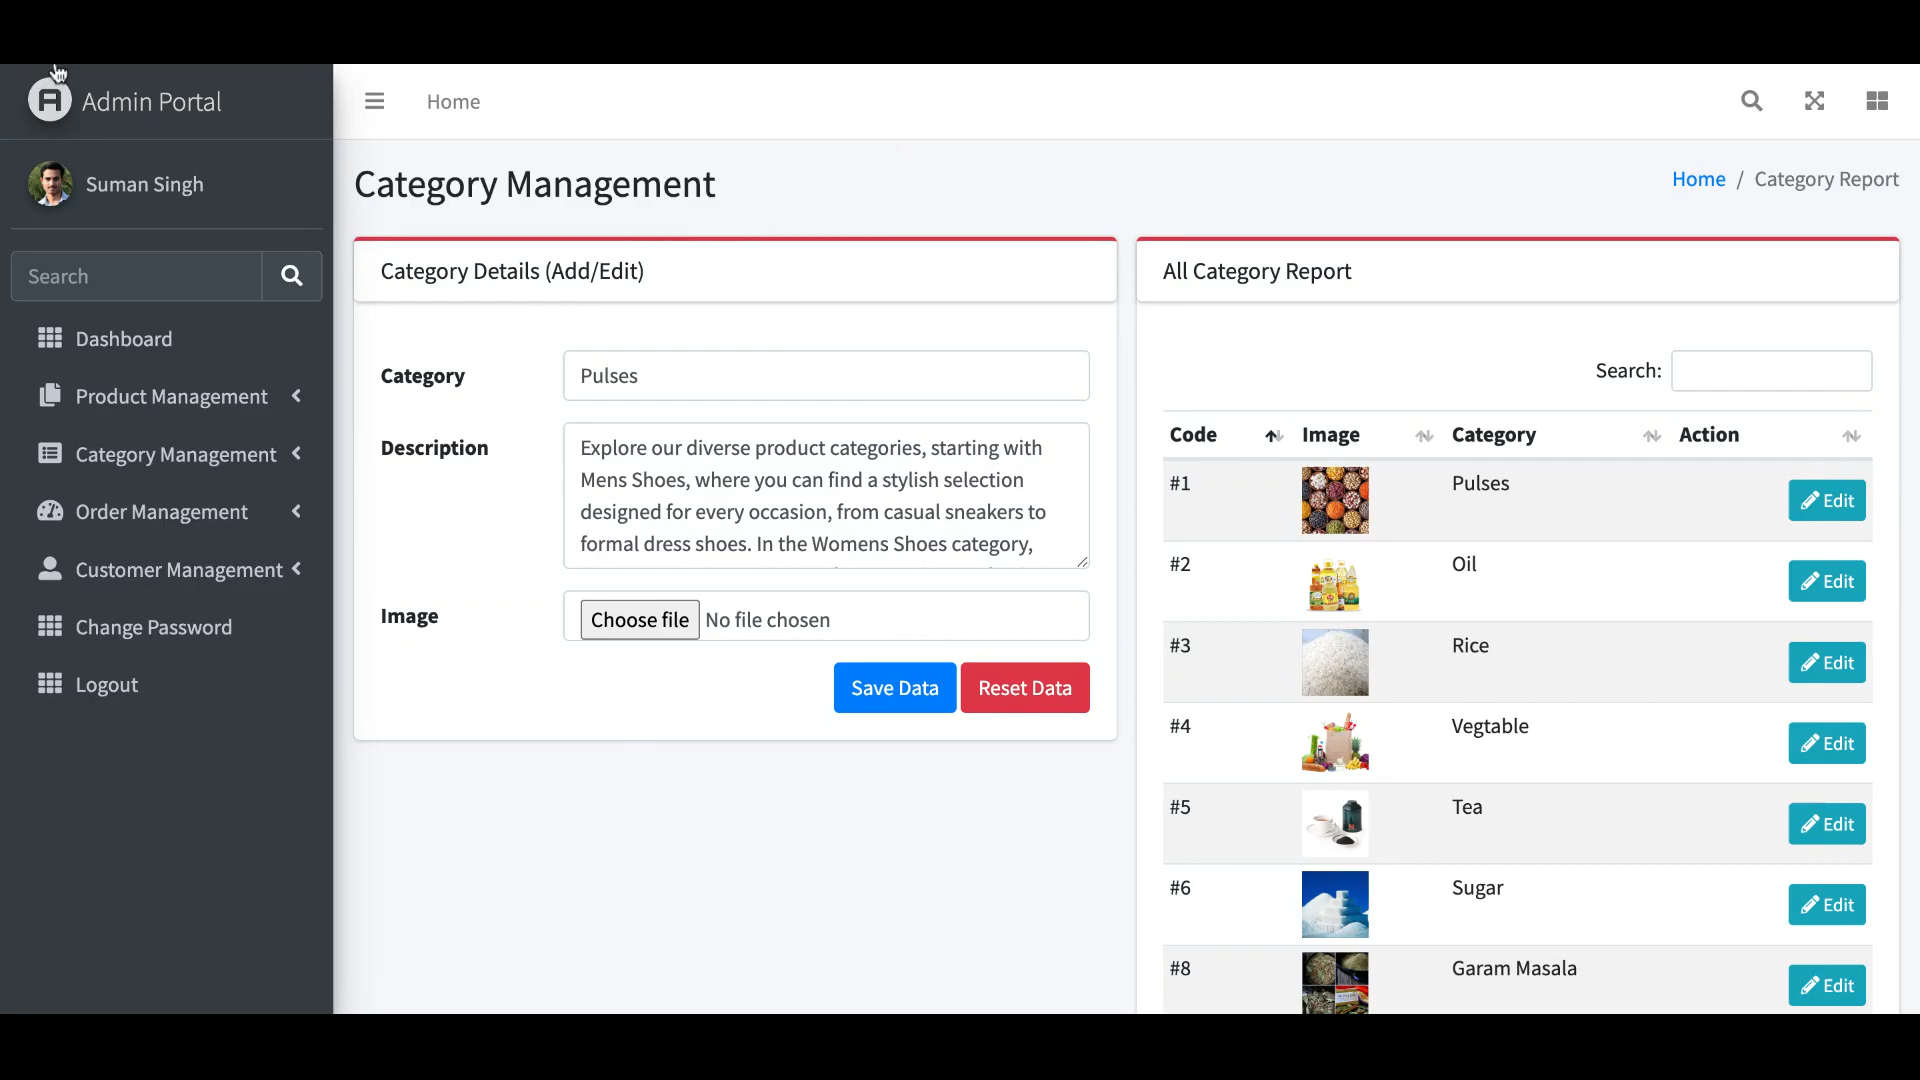 Admin Portal
Home
Suman Singh
Search
Dashboard
Product Management
Category Management
Order Management
Customer Management
Change Password
Logout
Category Management
Home / Category Report
Category Details (Add/Edit)
Category
Pulses
Description
Explore our diverse product categories, starting with
Mens Shoes, where you can find a stylish selection
designed for every occasion, from casual sneakers to
formal dress shoes. In the Womens Shoes category,
Image
Choose file No file chosen
Save Data Reset Data
All Category Report
Search:
Code Image Category Action
#1 Pulses Edit
#2 Oil Edit
#3 Rice Edit
#4 Vegtable Edit
#5 Tea Edit
#6 Sugar Edit
#8 Garam Masala Edit